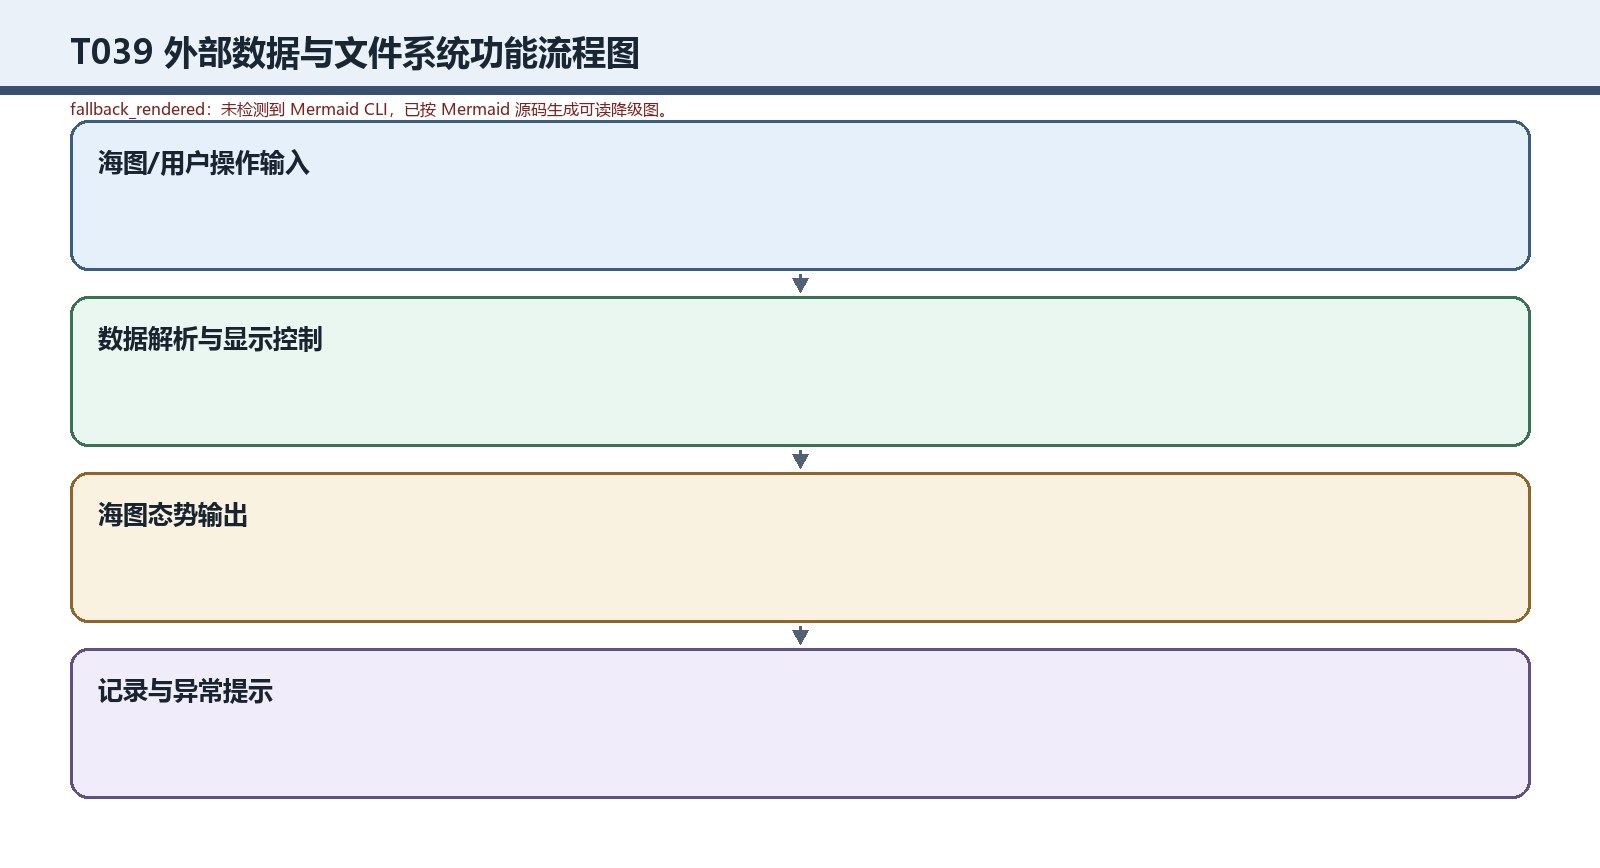 T039 外部数据与文件系统功能流程图
fallback_rendered：未检测到 Mermaid CLI，已按 Mermaid 源码生成可读降级图。
海图/用户操作输入
数据解析与显示控制
海图态势输出
记录与异常提示